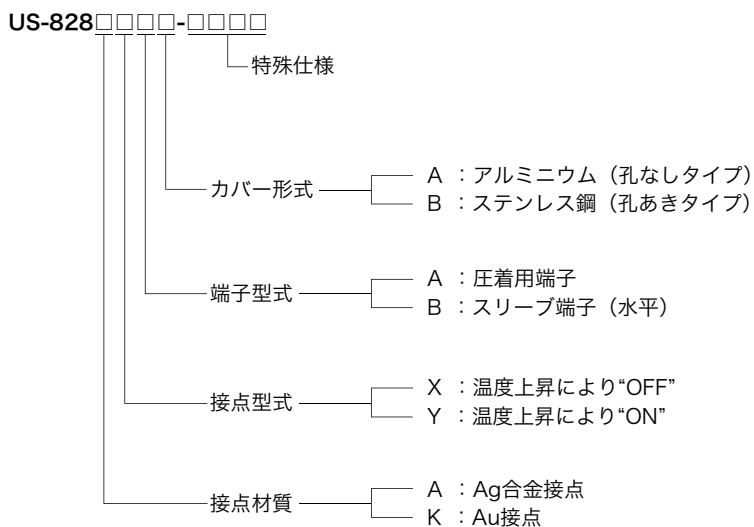 US-828□□□□-□□□□
特殊仕様
カバー形式
A ：アルミニウム（孔なしタイプ）
B ：ステンレス鋼（孔あきタイプ）
端子型式
A ：圧着用端子
B ：スリーブ端子（水平）
接点型式
X ：温度上昇により“OFF”
Y ：温度上昇により“ON”
接点材質
A ：Ag合金接点
K ：Au接点